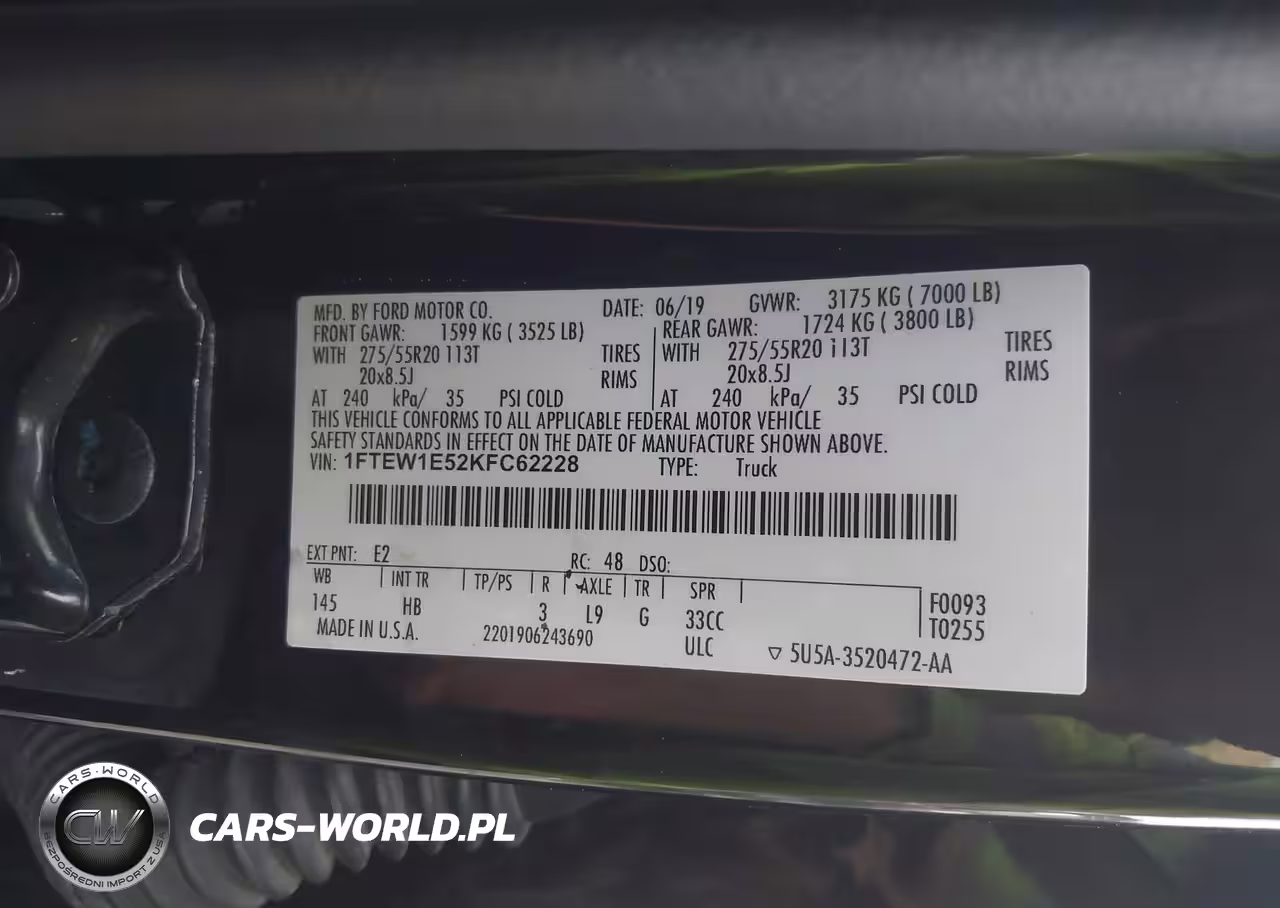 MFD. BY FORD MOTOR CO. DATE: 06/19 GVWR: 3175 KG ( 7000 LB)
FRONT GAWR: 1599 KG ( 3525 LB) REAR GAWR: 1724 KG ( 3800 LB)
WITH 275/55R20 113T TIRES WITH 275/55R20 113T TIRES
20x8.5J RIMS 20x8.5J RIMS
AT 240 kPa/ 35 PSI COLD AT 240 kPa/ 35 PSI COLD
THIS VEHICLE CONFORMS TO ALL APPLICABLE FEDERAL MOTOR VEHICLE
SAFETY STANDARDS IN EFFECT ON THE DATE OF MANUFACTURE SHOWN ABOVE.
VIN: 1FTEW1E52KFC62228 TYPE: Truck
EXT PNT: E2 RC: 48 DSO:
WB INT TR TP/PS R AXLE TR SPR
145 HB 3 L9 G 33CC F0093
T0255
MADE IN U.S.A. 2201906243690 ULC ▽ 5U5A-3520472-AA
CARS-WORLD
CW
BEZPOŚREDNI IMPORT Z USA
CARS-WORLD.PL